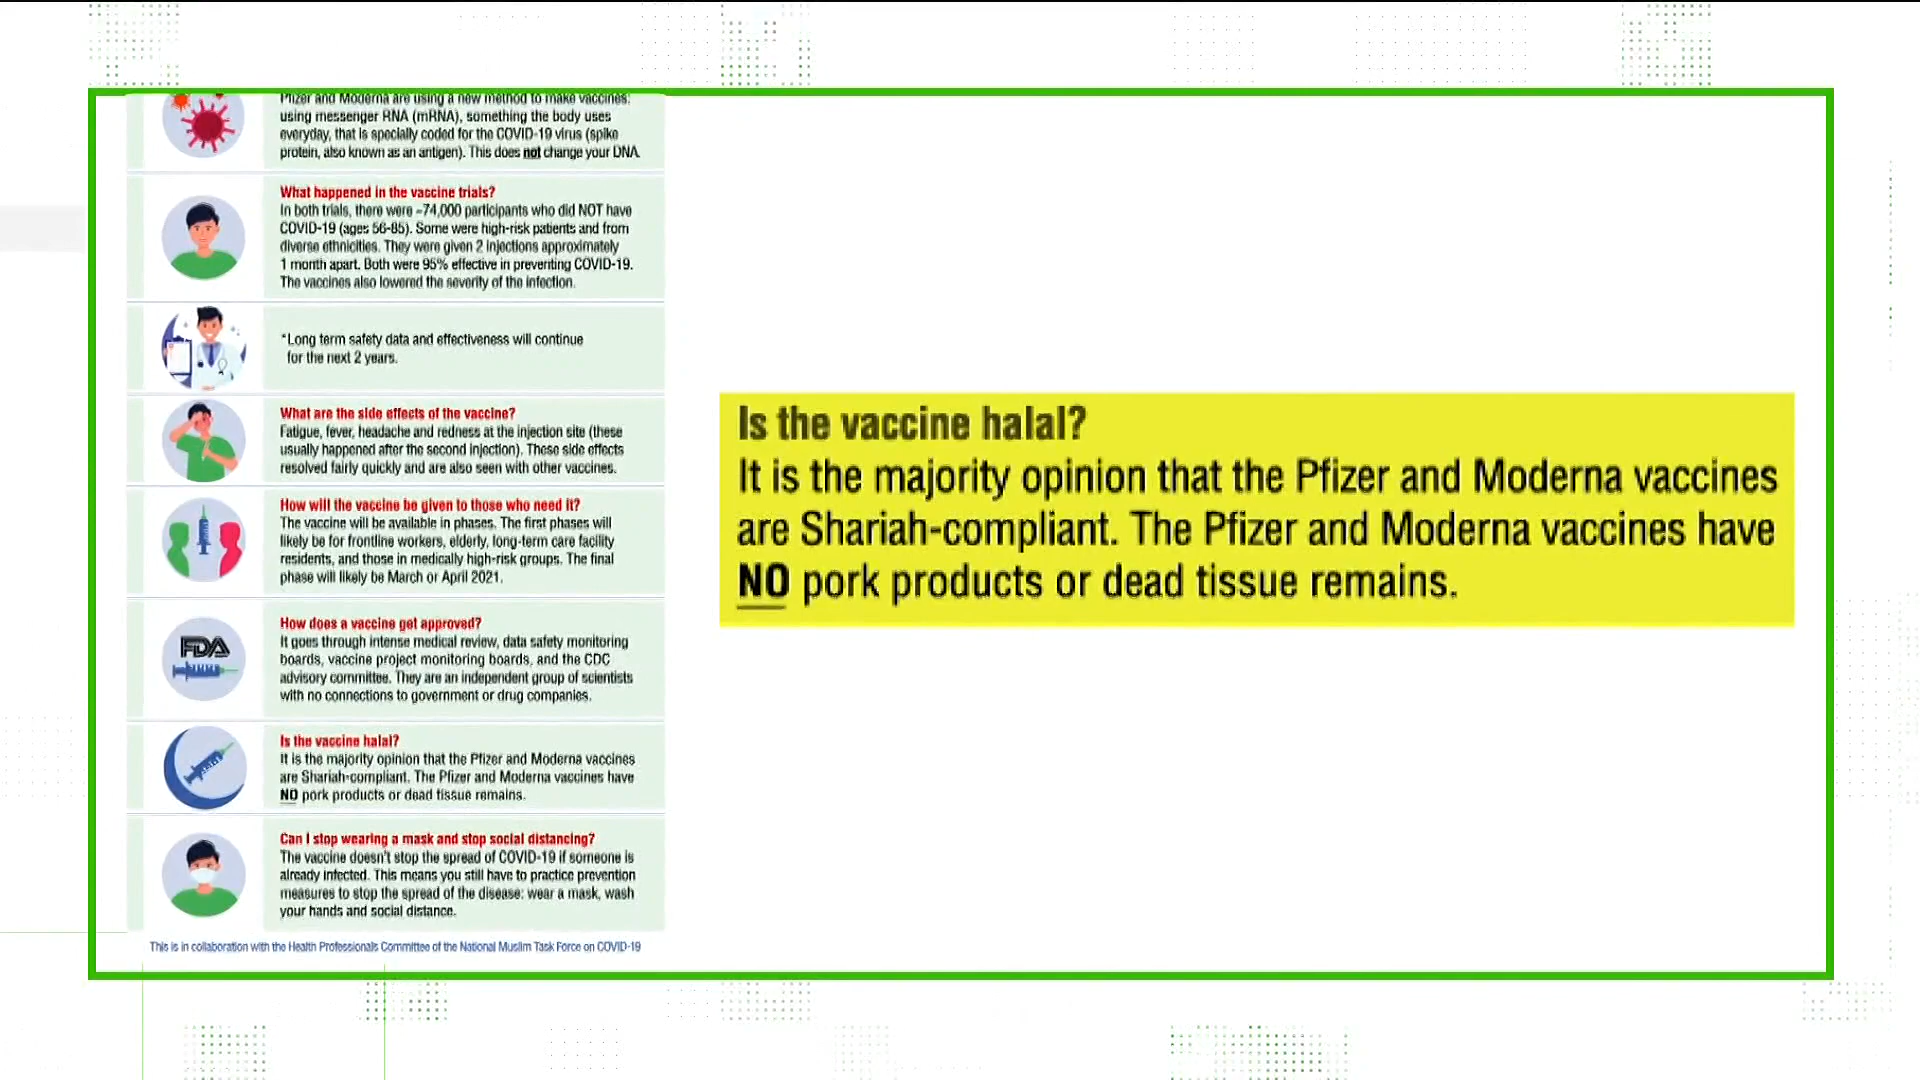 Pfizer and Moderna are using a new method to make vaccines:
using messenger RNA (mRNA), something the body uses
everyday, that is specially coded for the COVID-19 virus (spike
protein, also known as an antigen). This does not change your DNA.
What happened in the vaccine trials?
In both trials, there were ~74,000 participants who did NOT have
COVID-19 (ages 56-85). Some were high-risk patients and from
diverse ethnicities. They were given 2 injections approximately
1 month apart. Both were 95% effective in preventing COVID-19.
The vaccines also lowered the severity of the infection.
*Long term safety data and effectiveness will continue
for the next 2 years.
What are the side effects of the vaccine?
Fatigue, fever, headache and redness at the injection site (these
usually happened after the second injection). These side effects
resolved fairly quickly and are also seen with other vaccines.
How will the vaccine be given to those who need it?
The vaccine will be available in phases. The first phases will
likely be for frontline workers, elderly, long-term care facility
residents, and those in medically high-risk groups. The final
phase will likely be March or April 2021.
FDA
How does a vaccine get approved?
It goes through intense medical review, data safety monitoring
boards, vaccine project monitoring boards, and the CDC
advisory committee. They are an independent group of scientists
with no connections to government or drug companies.
Is the vaccine halal?
It is the majority opinion that the Pfizer and Moderna vaccines
are Shariah-compliant. The Pfizer and Moderna vaccines have
NO pork products or dead tissue remains.
Can I stop wearing a mask and stop social distancing?
The vaccine doesn't stop the spread of COVID-19 if someone is
already infected. This means you still have to practice prevention
measures to stop the spread of the disease: wear a mask, wash
your hands and social distance.
This is in collaboration with the Health Professionals Committee of the National Muslim Task Force on COVID-19
Is the vaccine halal?
It is the majority opinion that the Pfizer and Moderna vaccines
are Shariah-compliant. The Pfizer and Moderna vaccines have
NO pork products or dead tissue remains.